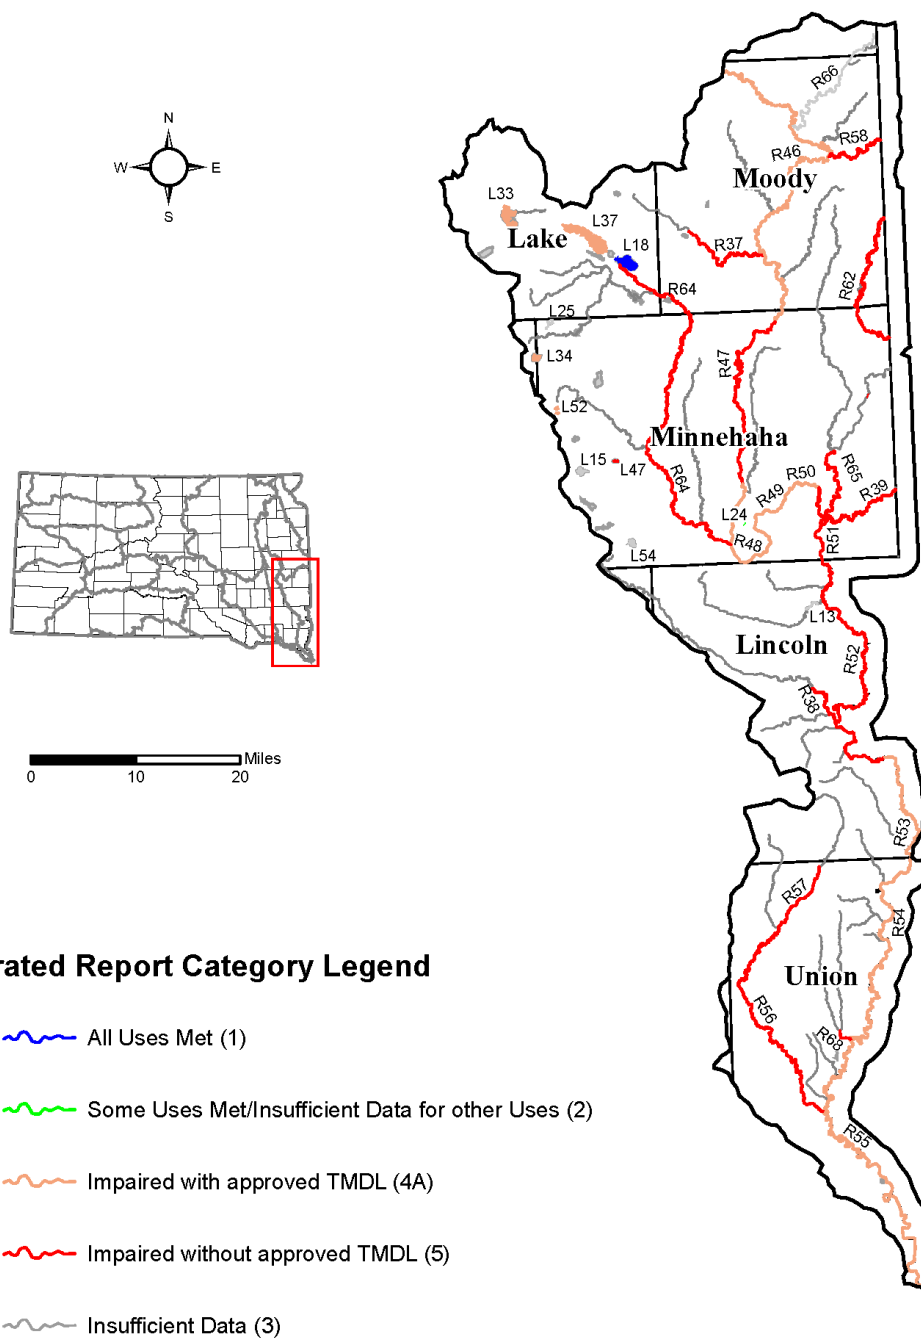 N
W E
S
R66
R58
R46
Moody
L33
L37
Lake
L18
R37
R64
R62
L25
L34
R47
L52
Minnehaha
L15
L47
R64
R50
R65
R49
R39
L24
R51
R48
L54
L13
Lincoln
R52
R38
Miles
0 10 20
R53
R57
R54
rated Report Category Legend
Union
R56
R68
All Uses Met (1)
Some Uses Met/Insufficient Data for other Uses (2)
R55
Impaired with approved TMDL (4A)
Impaired without approved TMDL (5)
Insufficient Data (3)